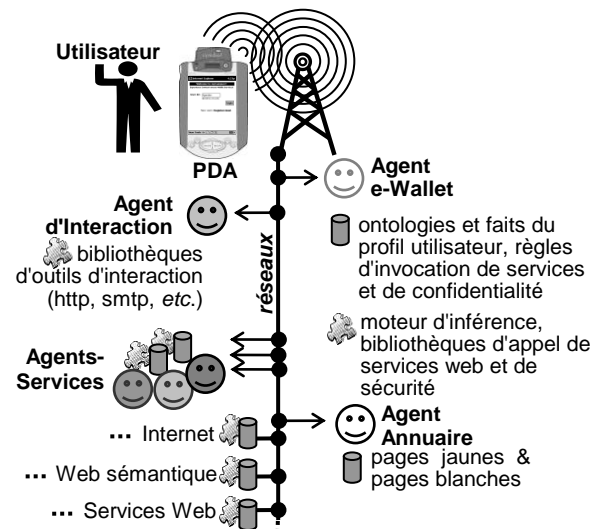 Utilisateur
PDA
Agent
e-Wallet
Agent
d'Interaction
bibliothèques
d'outils d'interaction
(http, smtp, etc.)
réseaux
ontologies et faits du
profil utilisateur, règles
d'invocation de services
et de confidentialité
moteur d'inférence,
bibliothèques d'appel de
services web et de
sécurité
Agents-
Services
Agent
Annuaire
pages jaunes &
pages blanches
... Internet
... Web sémantique
... Services Web